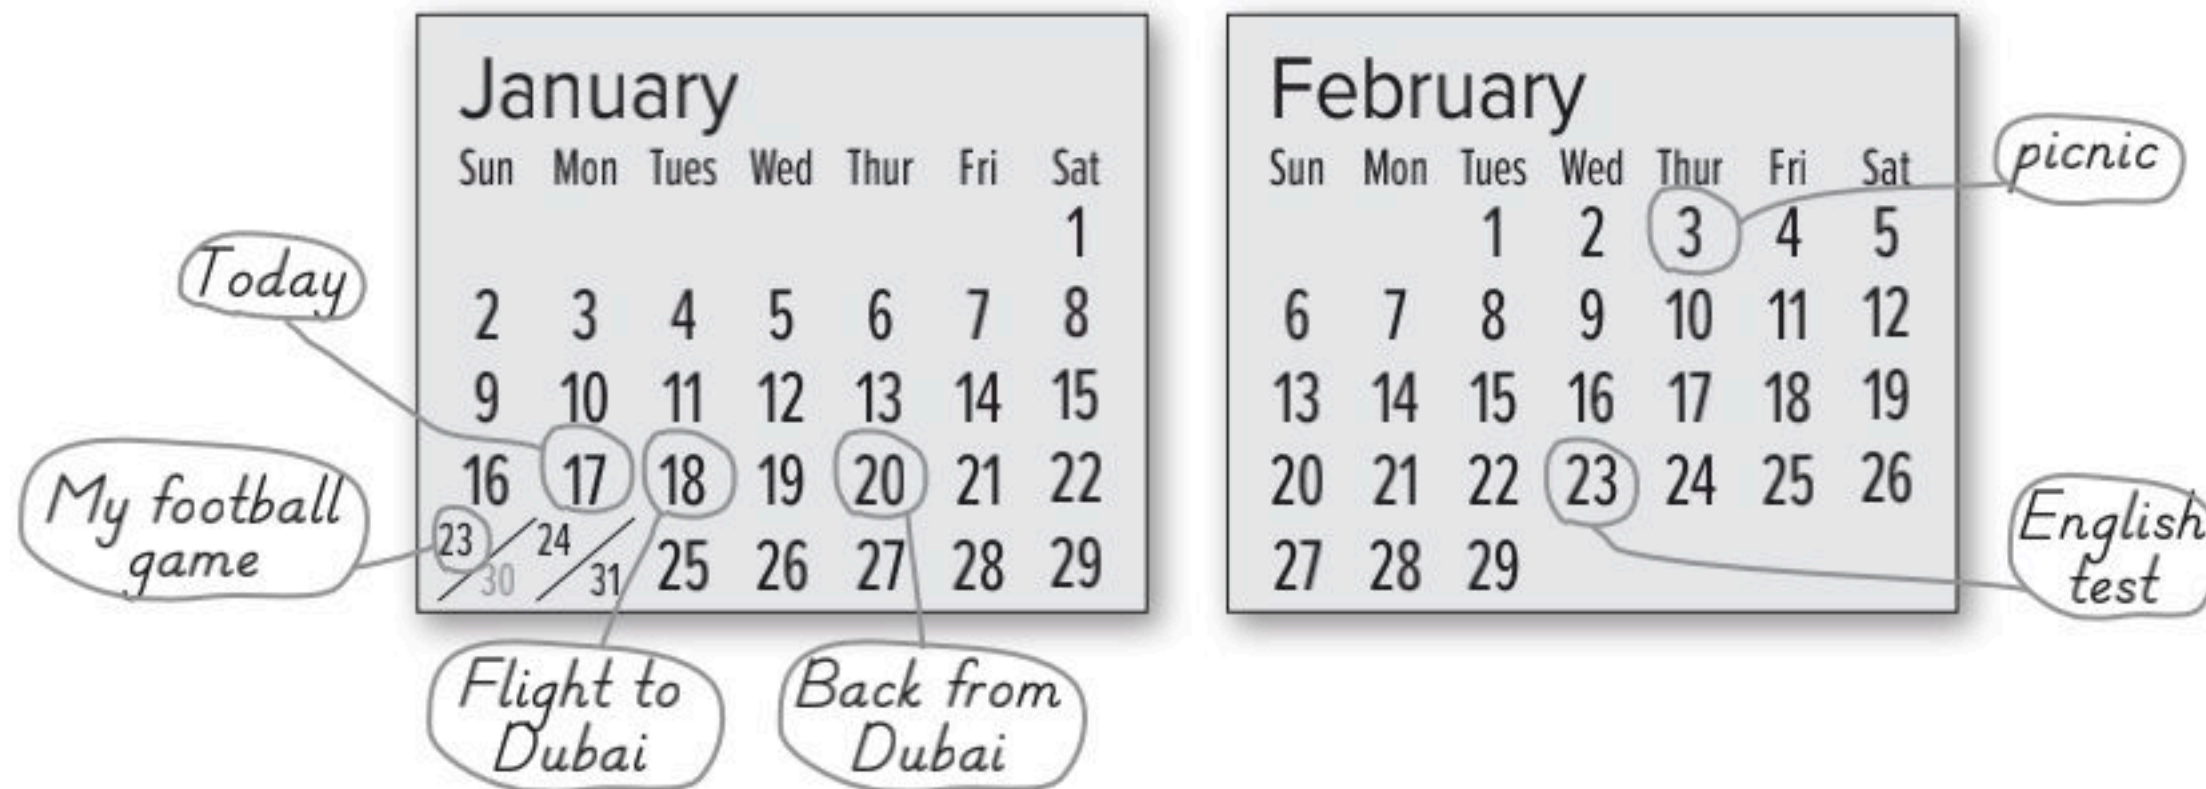 January
Sun Mon Tues Wed Thur Fri Sat
1
2 3 4 5 6 7 8
9 10 11 12 13 14 15
16 17 18 19 20 21 22
23/30 24/31 25 26 27 28 29
February
Sun Mon Tues Wed Thur Fri Sat
1 2 3 4 5
6 7 8 9 10 11 12
13 14 15 16 17 18 19
20 21 22 23 24 25 26
27 28 29
Today
My football
game
Flight to
Dubai
Back from
Dubai
picnic
English
test